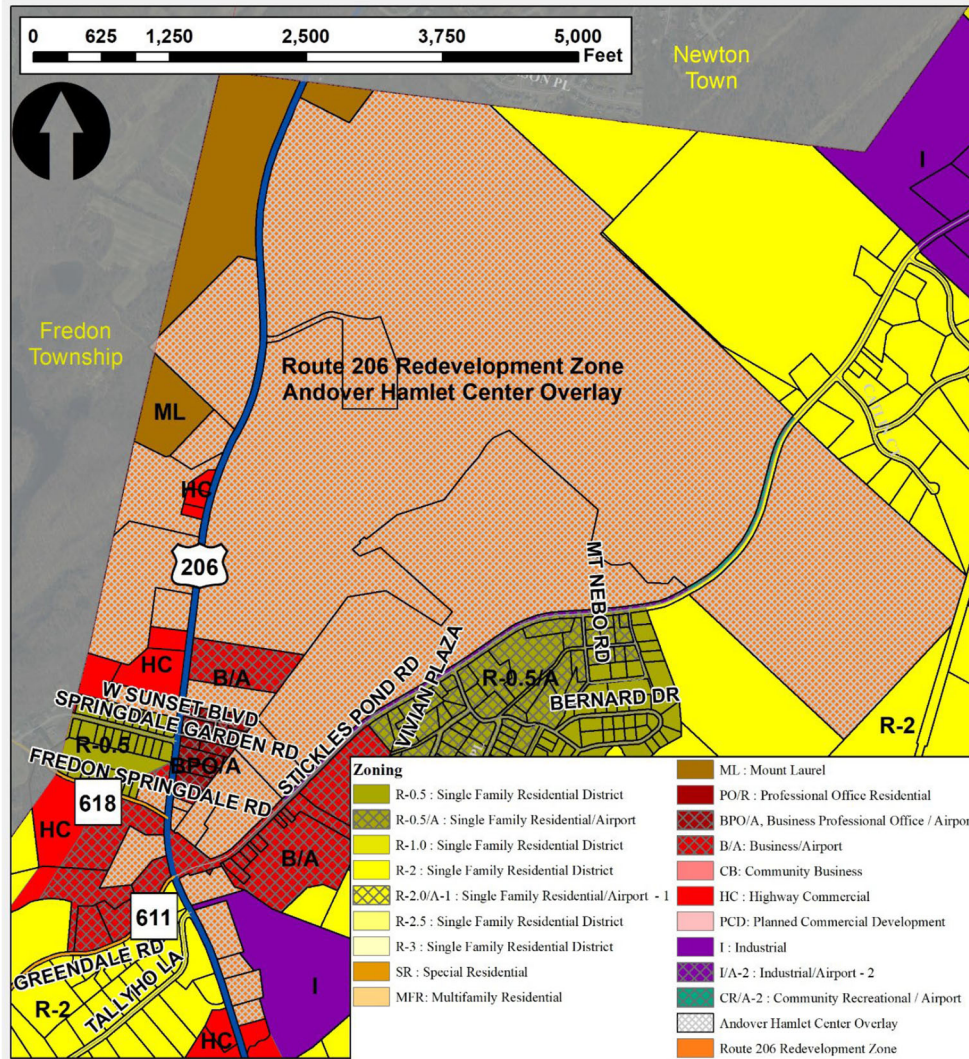 0 625 1,250 2,500 3,750 5,000
Feet
Newton
Town
I
Fredon
Township
Route 206 Redevelopment Zone
Andover Hamlet Center Overlay
ML
HC
206
MT NEBO RD
HC
B/A
VIVIAN PLAZA
R-0.5/A
W SUNSET BLVD
SPRINGDALE GARDEN RD
BERNARD DR
STICKLES POND RD
R-2
R-0.5
BPO/A
FREDON SPRINGDALE RD
618
HC
B/A
611
GREENDALE RD
TALLYHO LA
R-2
I
HC
Zoning
R-0.5 : Single Family Residential District
R-0.5/A : Single Family Residential/Airport
R-1.0 : Single Family Residential District
R-2 : Single Family Residential District
R-2.0/A-1 : Single Family Residential/Airport - 1
R-2.5 : Single Family Residential District
R-3 : Single Family Residential District
SR : Special Residential
MFR: Multifamily Residential
ML : Mount Laurel
PO/R : Professional Office Residential
BPO/A, Business Professional Office / Airport
B/A: Business/Airport
CB: Community Business
HC : Highway Commercial
PCD: Planned Commercial Development
I : Industrial
I/A-2 : Industrial/Airport - 2
CR/A-2 : Community Recreational / Airport
Andover Hamlet Center Overlay
Route 206 Redevelopment Zone